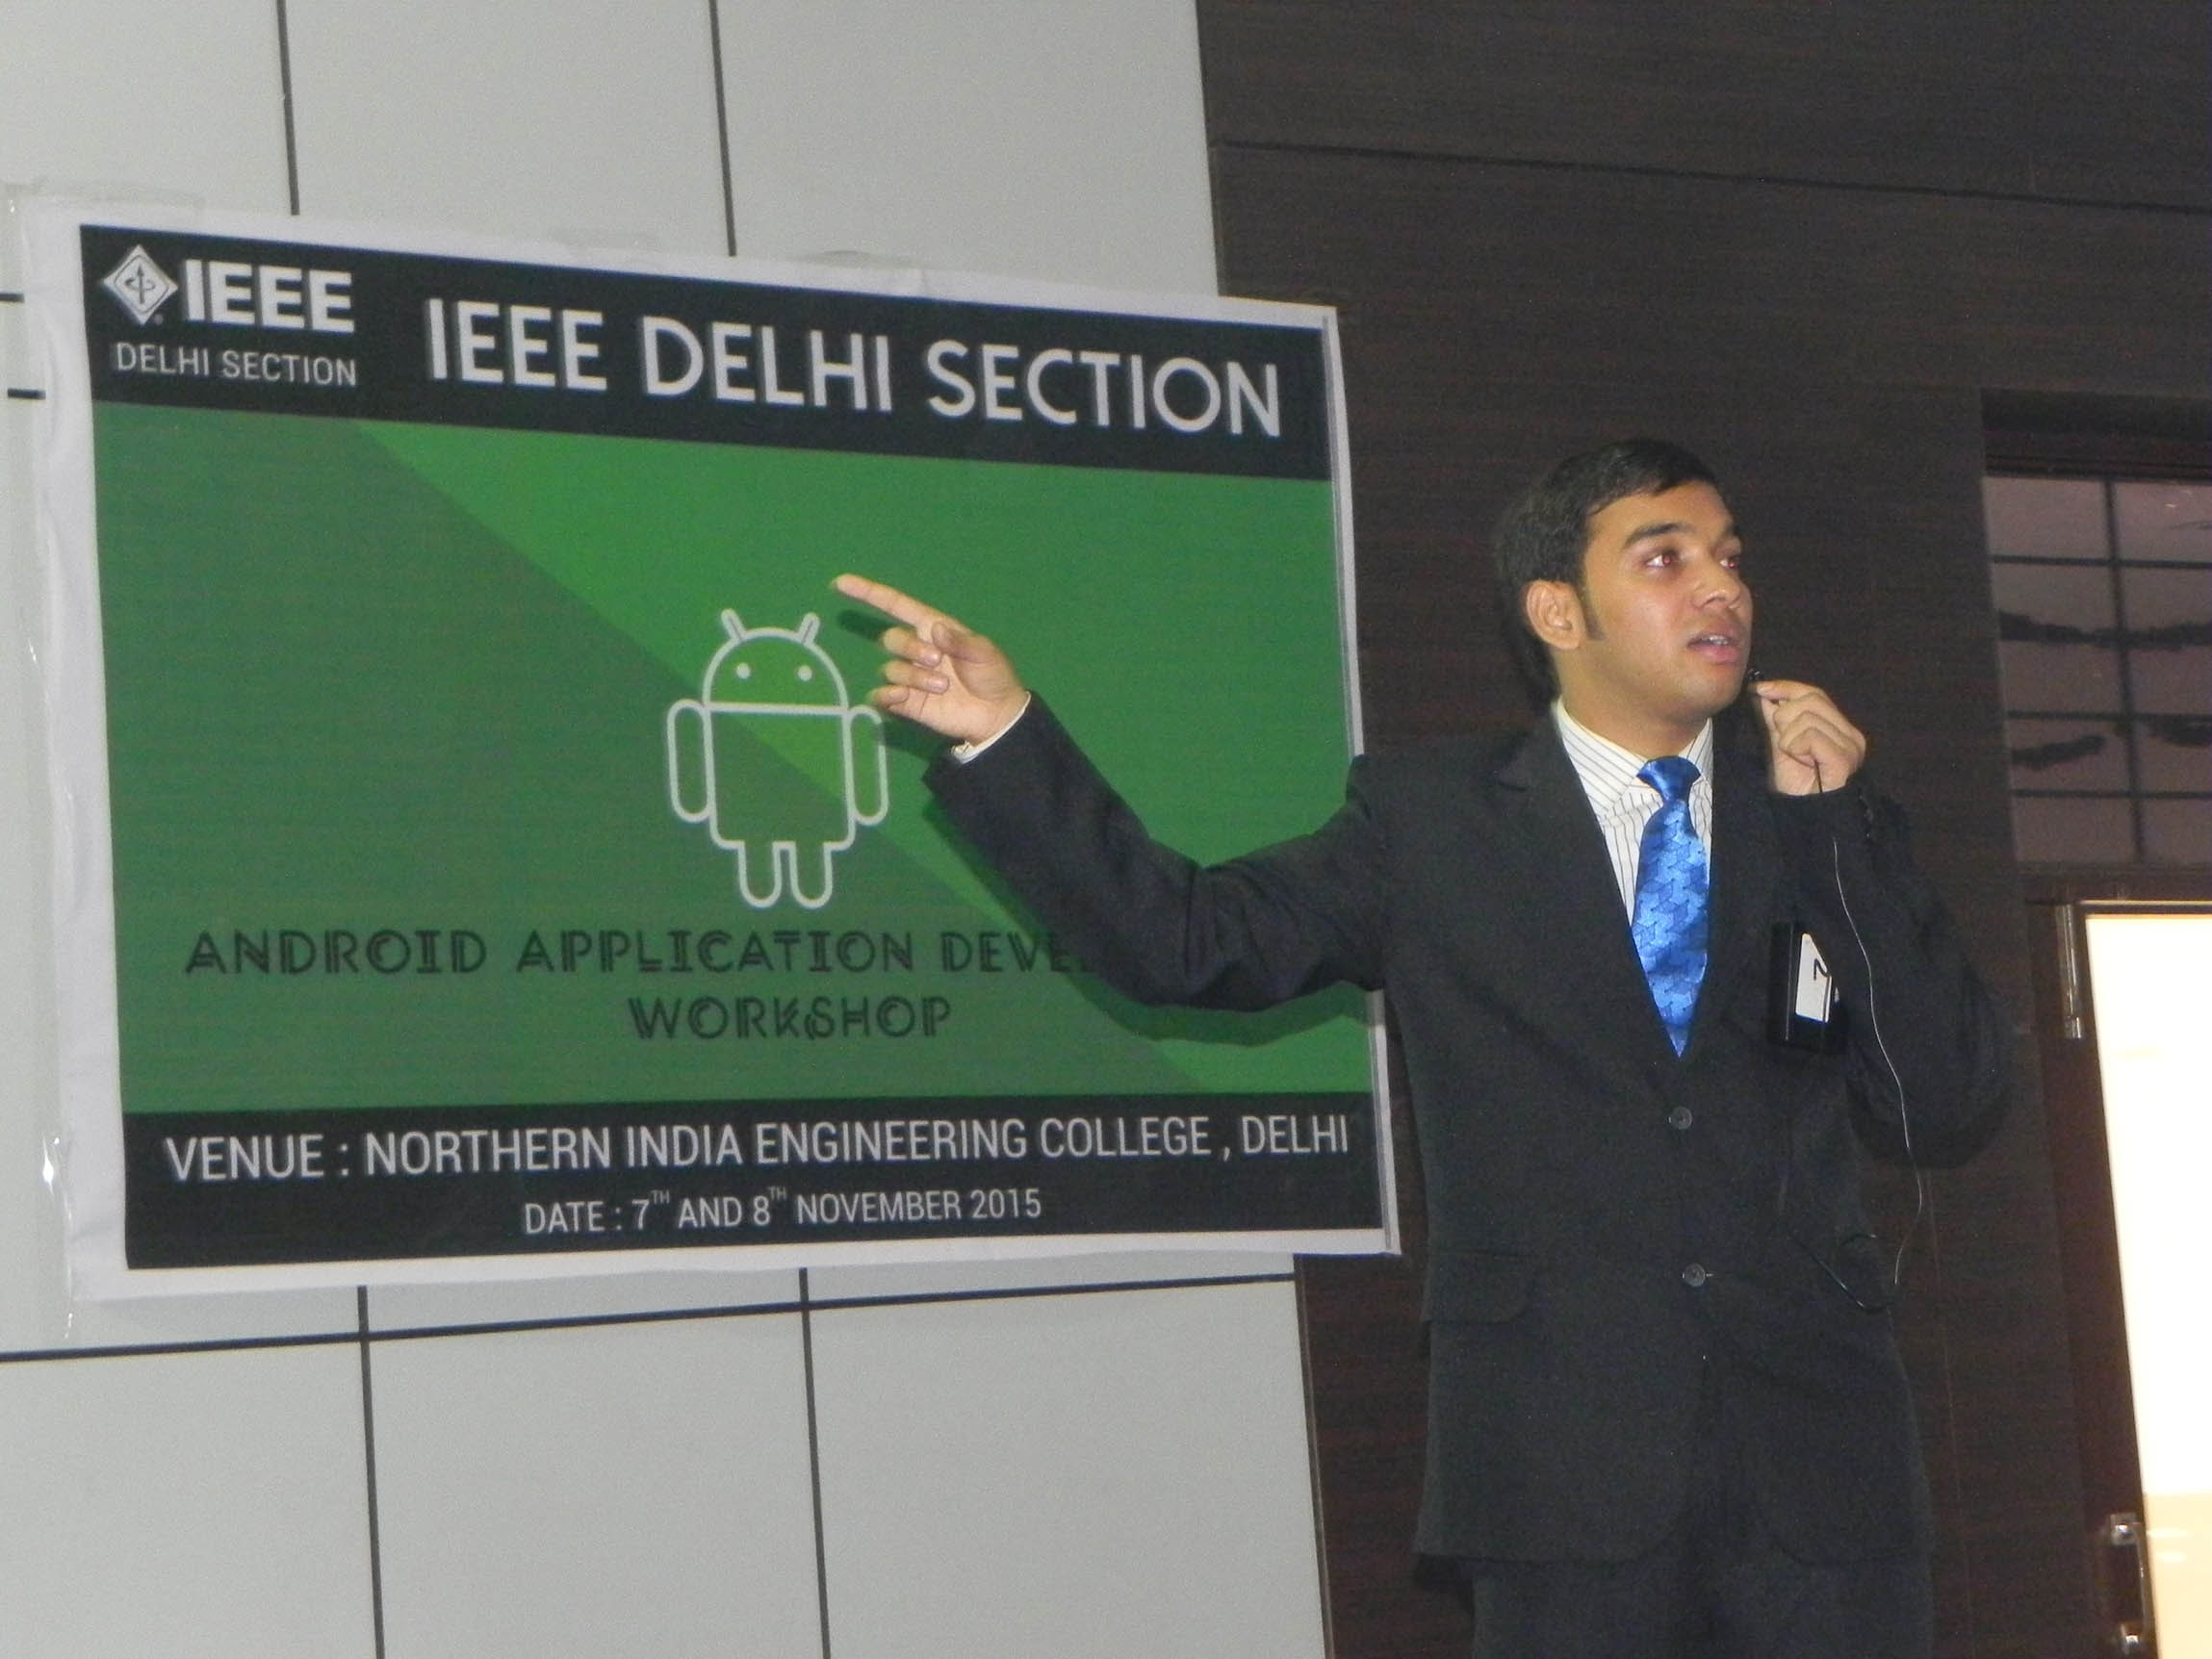 IEEE
DELHI SECTION
IEEE DELHI SECTION
ANDROID APPLICATION
WORKSHOP
VENUE : NORTHERN INDIA ENGINEERING COLLEGE , DELHI
DATE : 7TH AND 8TH NOVEMBER 2015
2